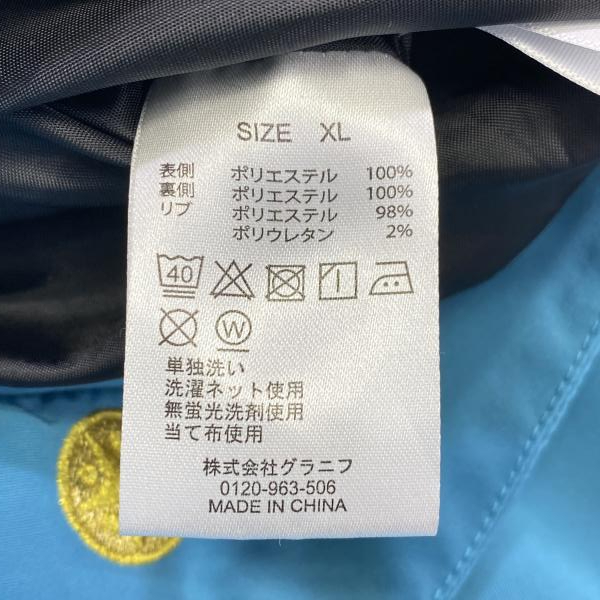 SIZE XL
表側 ポリエステル 100%
裏側 ポリエステル 100%
リブ ポリエステル 98%
ポリウレタン 2%
40
W
単独洗い
洗濯ネット使用
無蛍光洗剤使用
当て布使用
株式会社グラニフ
0120-963-506
MADE IN CHINA